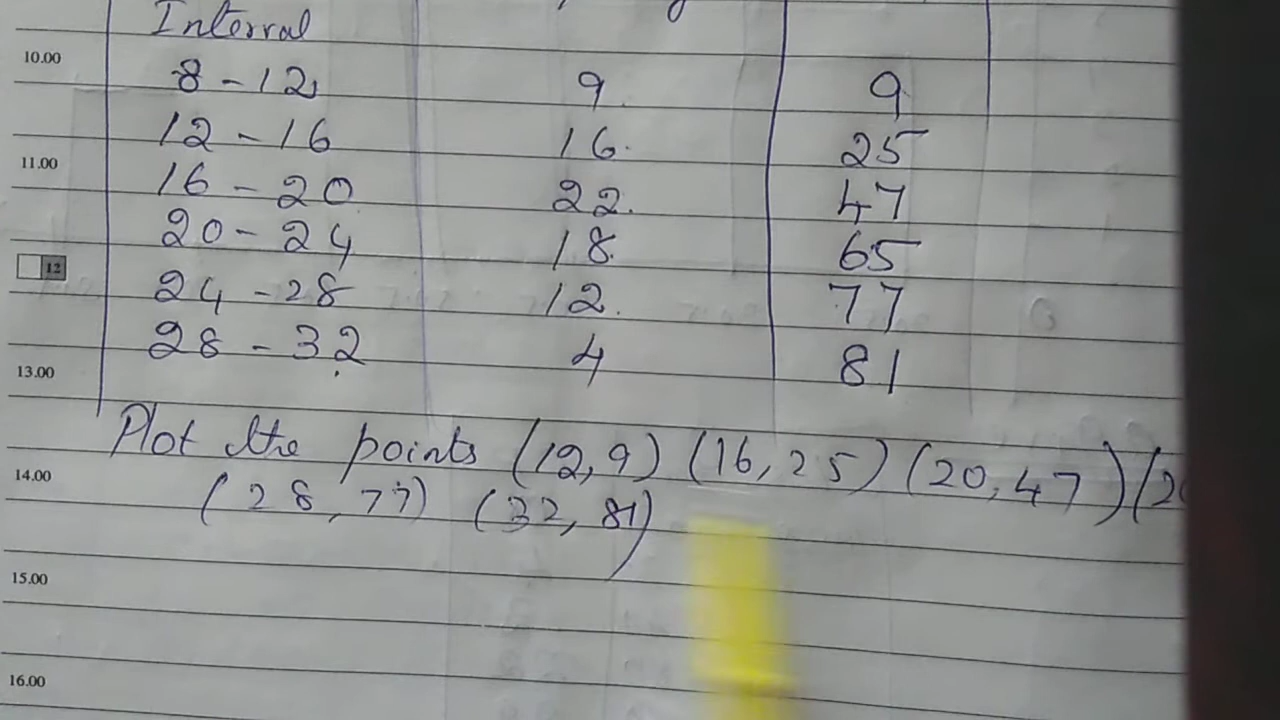 Interval
10.00
8 - 12 9 9
12 - 16 16 25
11.00
16 - 20 22 47
20 - 24 18 65
12
24 - 28 12 77
28 - 32 4 81
13.00
Plot the points (12,9) (16,25) (20,47) (2
14.00
(28,77) (32,81)
15.00
16.00